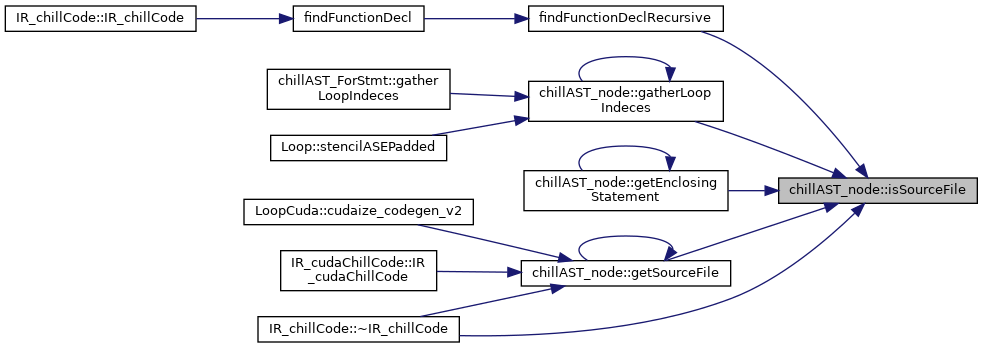 IR_chillCode::IR_chillCode
findFunctionDecl
findFunctionDeclRecursive
chillAST_ForStmt::gather
LoopIndeces
chillAST_node::gatherLoop
Indeces
Loop::stencilASEPadded
chillAST_node::getEnclosing
Statement
chillAST_node::isSourceFile
LoopCuda::cudaize_codegen_v2
IR_cudaChillCode::IR
_cudaChillCode
chillAST_node::getSourceFile
IR_chillCode::~IR_chillCode